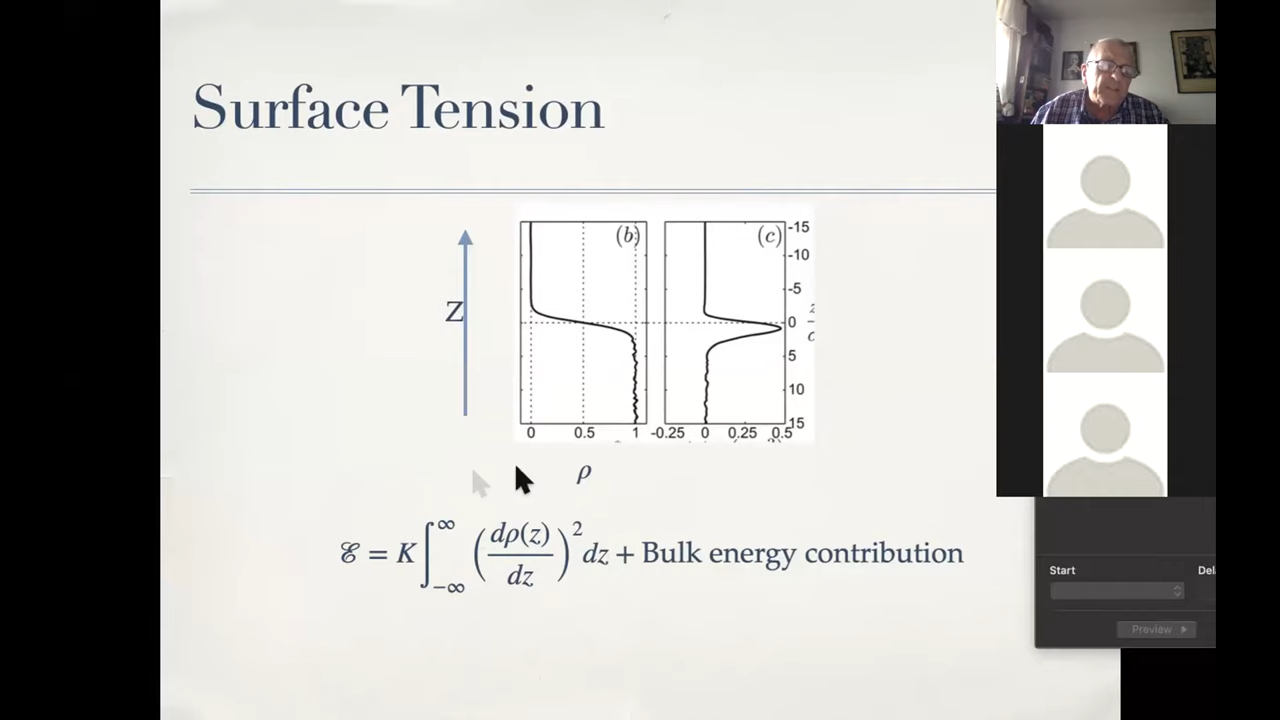 Surface Tension
Z
(b)
(c)
-15
-10
-5
0
5
10
15
0 0.5 1 -0.25 0 0.25 0.5
ρ
ℰ = K∫_{-∞}^{∞} (dρ(z)/dz)² dz + Bulk energy contribution
Start
Preview